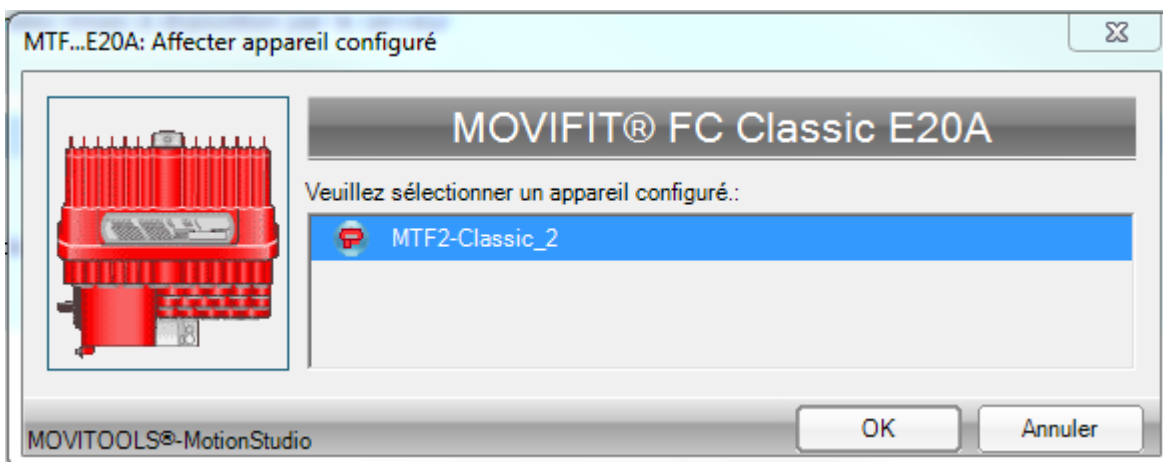 MTF...E20A: Affecter appareil configuré
MOVIFIT® FC Classic E20A
Veuillez sélectionner un appareil configuré.:
MTF2-Classic_2
MOVITOOLS®-MotionStudio
OK
Annuler